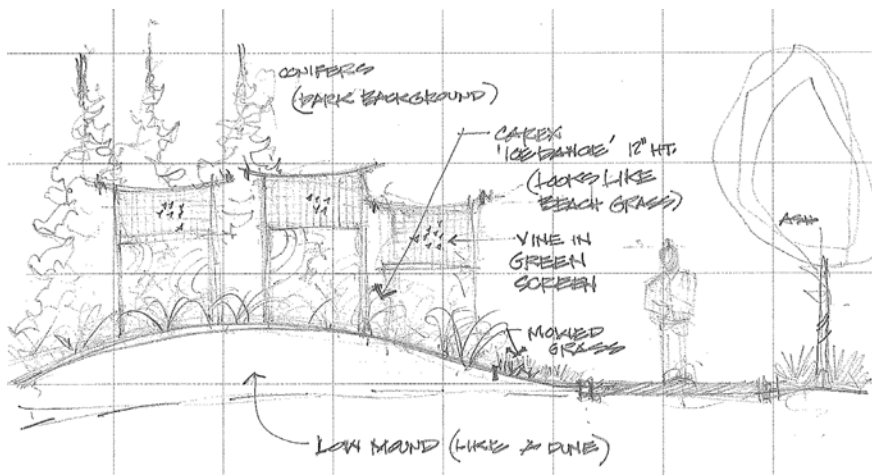 CONIFERS
(DARK BACKGROUND)
CAREX
'ICE DANCE' 12" HT.
(LOOKS LIKE
BEACH GRASS)
VINE IN
GREEN
SCREEN
ASH
MOWED
GRASS
LOW MOUND (LIKE A DUNE)